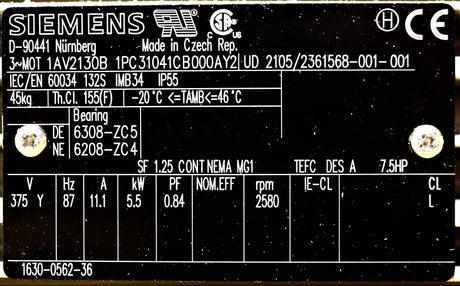 SIEMENS
D-90441 Nürnberg Made in Czech Rep.
3~MOT 1AV2130B 1PC31041CB000AY2 UD 2105/2361568-001-001
IEC/EN 60034 132S IMB34 IP55
45kg Th.Cl. 155(F) -20°C <=TAMB<=46°C
Bearing
DE 6308-ZC5
NE 6208-ZC4
SF 1.25 CONT NEMA MG1 TEFC DES A 7.5HP
V Hz A kW PF NOM.EFF rpm IE-CL CL
375 Y 87 11.1 5.5 0.84 2580 L
1630-0562-36